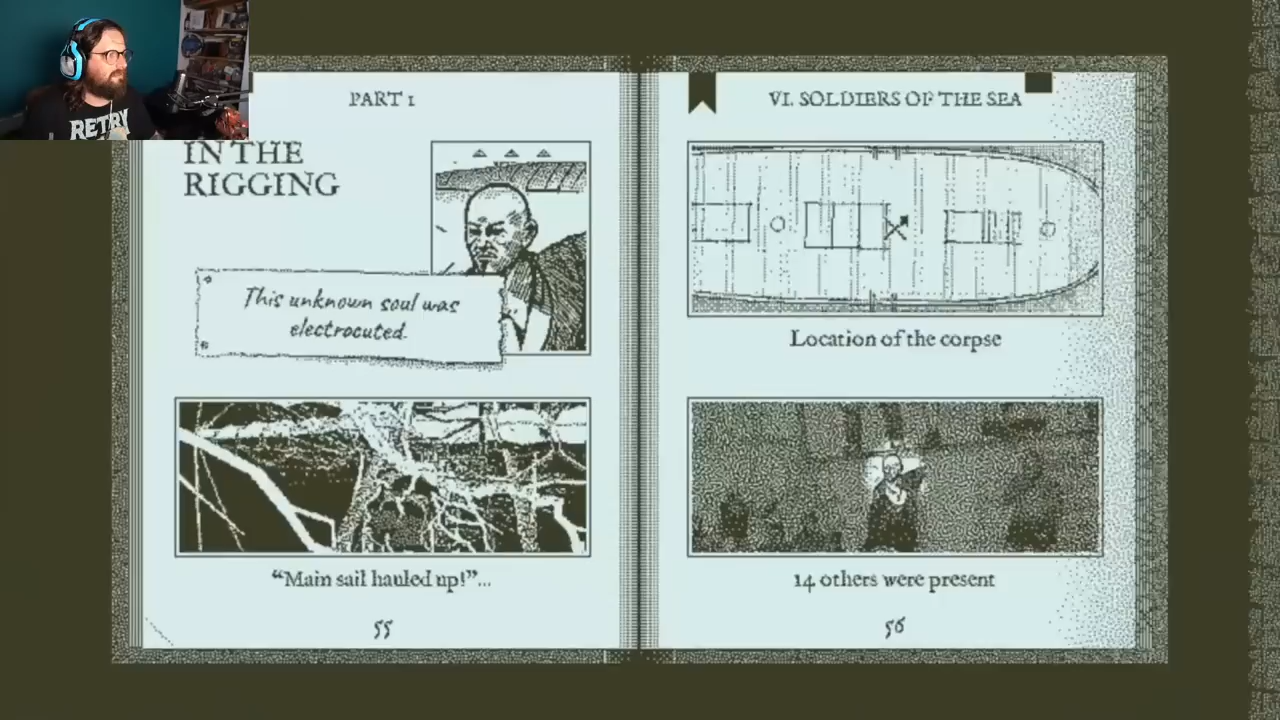 RETRY
PART 1
IN THE
RIGGING
This unknown soul was
electrocuted.
“Main sail hauled up!”...
55
VI. SOLDIERS OF THE SEA
Location of the corpse
14 others were present
56